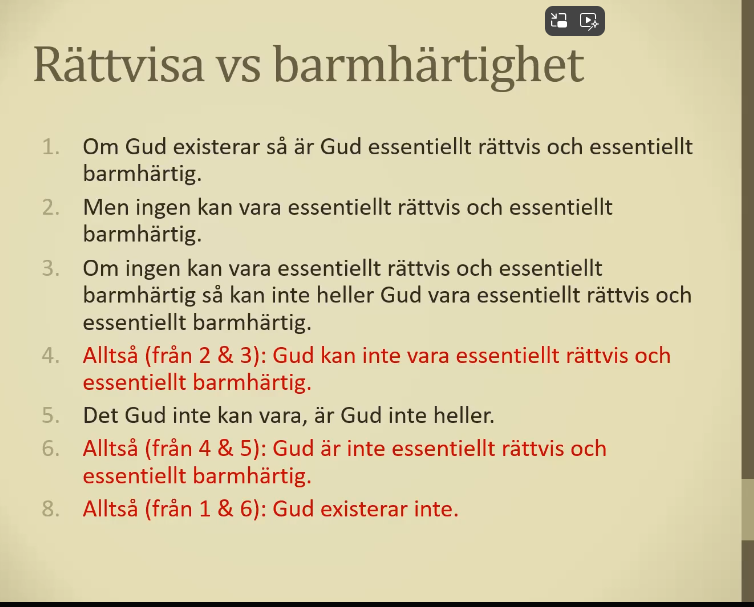 Rättvisa vs barmhärtighet
1. Om Gud existerar så är Gud essentiellt rättvis och essentiellt
barmhärtig.
2. Men ingen kan vara essentiellt rättvis och essentiellt
barmhärtig.
3. Om ingen kan vara essentiellt rättvis och essentiellt
barmhärtig så kan inte heller Gud vara essentiellt rättvis och
essentiellt barmhärtig.
4. Alltså (från 2 & 3): Gud kan inte vara essentiellt rättvis och
essentiellt barmhärtig.
5. Det Gud inte kan vara, är Gud inte heller.
6. Alltså (från 4 & 5): Gud är inte essentiellt rättvis och
essentiellt barmhärtig.
8. Alltså (från 1 & 6): Gud existerar inte.